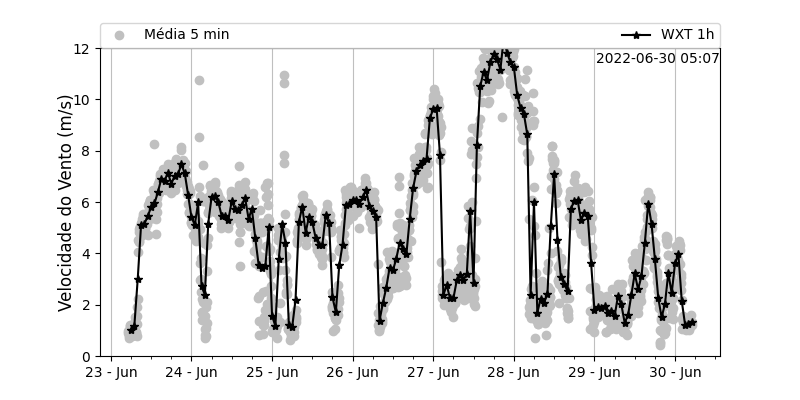 Média 5 min
WXT 1h
2022-06-30 05:07
Velocidade do Vento (m/s)
12
10
8
6
4
2
0
23 - Jun
24 - Jun
25 - Jun
26 - Jun
27 - Jun
28 - Jun
29 - Jun
30 - Jun